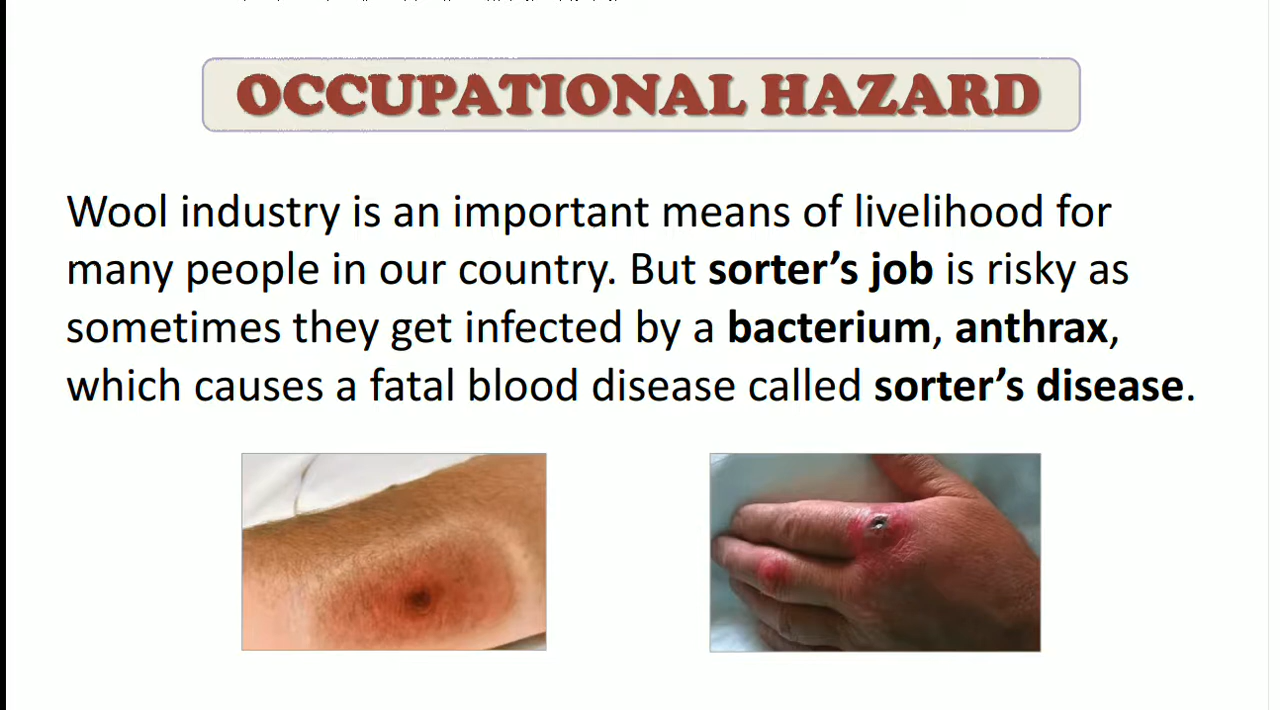 OCCUPATIONAL HAZARD
Wool industry is an important means of livelihood for
many people in our country. But sorter’s job is risky as
sometimes they get infected by a bacterium, anthrax,
which causes a fatal blood disease called sorter’s disease.